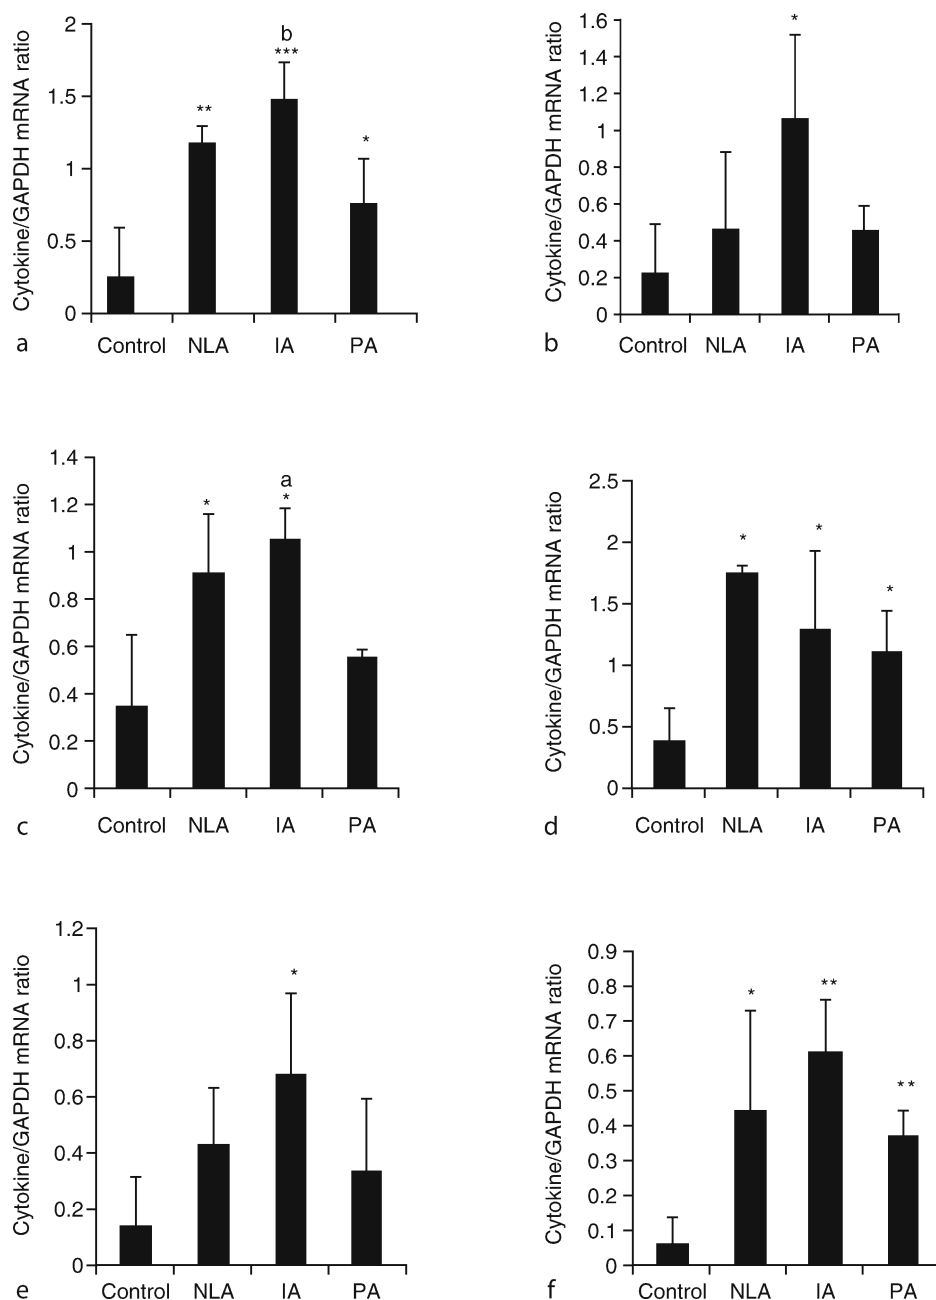 Cytokine/GAPDH mRNA ratio
2
1.5
1
0.5
0
**
b
***
*
Control NLA IA PA
a
Cytokine/GAPDH mRNA ratio
1.6
1.4
1.2
1
0.8
0.6
0.4
0.2
0
*
Control NLA IA PA
b
Cytokine/GAPDH mRNA ratio
1.4
1.2
1
0.8
0.6
0.4
0.2
0
*
a
*
Control NLA IA PA
c
Cytokine/GAPDH mRNA ratio
2.5
2
1.5
1
0.5
0
*
*
*
Control NLA IA PA
d
Cytokine/GAPDH mRNA ratio
1.2
1
0.8
0.6
0.4
0.2
0
*
Control NLA IA PA
e
Cytokine/GAPDH mRNA ratio
0.9
0.8
0.7
0.6
0.5
0.4
0.3
0.2
0.1
0
*
**
**
Control NLA IA PA
f